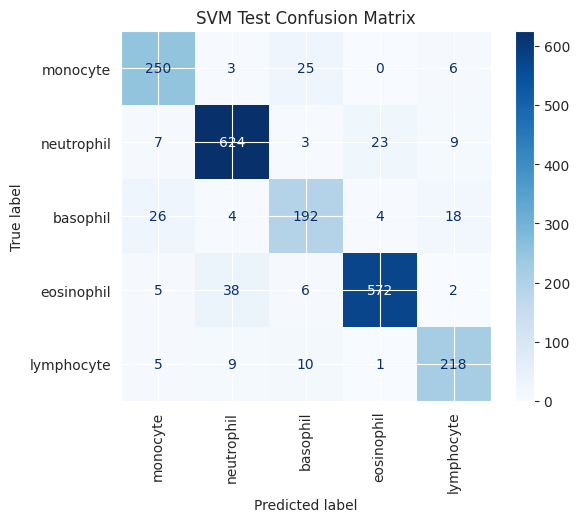 SVM Test Confusion Matrix
True label
monocyte 250 3 25 0 6
neutrophil 7 624 3 23 9
basophil 26 4 192 4 18
eosinophil 5 38 6 572 2
lymphocyte 5 9 10 1 218
monocyte neutrophil basophil eosinophil lymphocyte
Predicted label
600
500
400
300
200
100
0